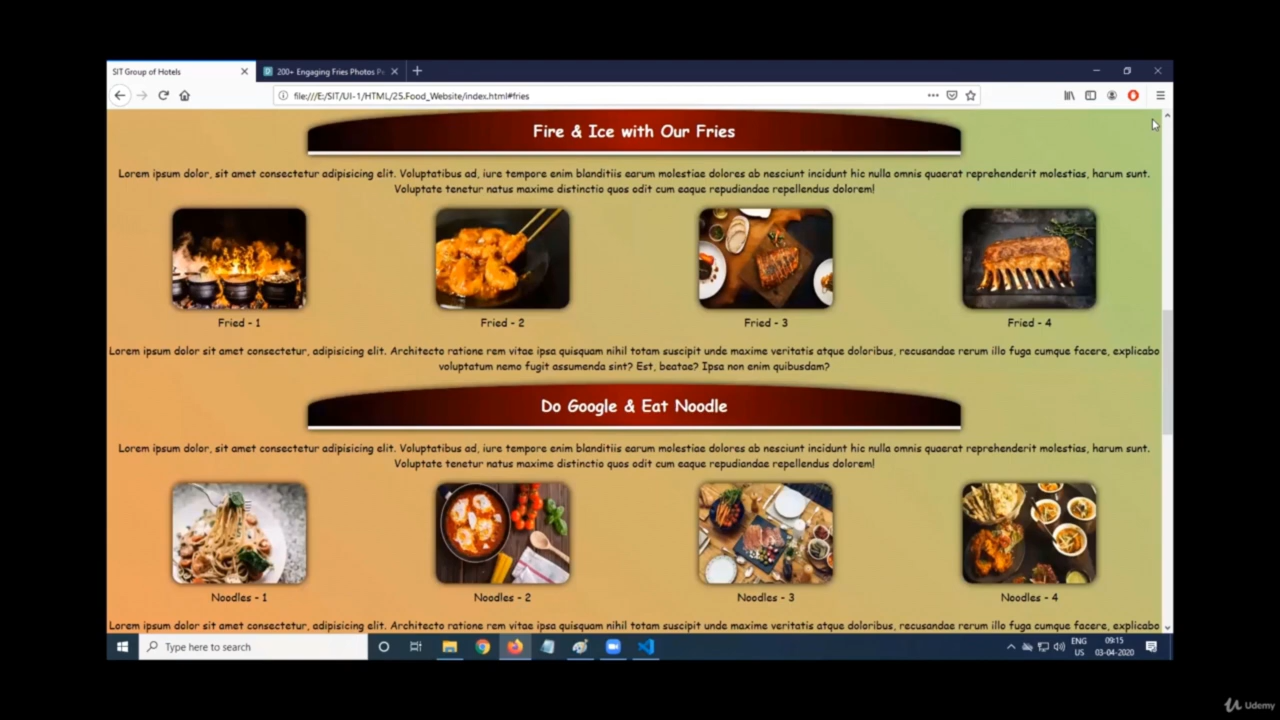 SIT Group of Hotels
200+ Engaging Fries Photos Pe
file:///E:/SIT/UI-1/HTML/25.Food_Website/index.html#fries
Fire & Ice with Our Fries
Lorem ipsum dolor, sit amet consectetur adipisicing elit. Voluptatibus ad, iure tempore enim blanditiis earum molestiae dolores ab nesciunt incidunt hic nulla omnis quaerat reprehenderit molestias, harum sunt.
Voluptate tenetur natus maxime distinctio quos odit cum eaque repudiandae repellendus dolorem!
Fried - 1
Fried - 2
Fried - 3
Fried - 4
Lorem ipsum dolor sit amet consectetur, adipisicing elit. Architecto ratione rem vitae ipsa quisquam nihil totam suscipit unde maxime veritatis atque doloribus, recusandae rerum illo fuga cumque facere, explicabo
voluptatum nemo fugit assumenda sint? Est, beatae? Ipsa non enim quibusdam?
Do Google & Eat Noodle
Lorem ipsum dolor, sit amet consectetur adipisicing elit. Voluptatibus ad, iure tempore enim blanditiis earum molestiae dolores ab nesciunt incidunt hic nulla omnis quaerat reprehenderit molestias, harum sunt.
Voluptate tenetur natus maxime distinctio quos odit cum eaque repudiandae repellendus dolorem!
Noodles - 1
Noodles - 2
Noodles - 3
Noodles - 4
Lorem ipsum dolor sit amet consectetur, adipisicing elit. Architecto ratione rem vitae ipsa quisquam nihil totam suscipit unde maxime veritatis atque doloribus, recusandae rerum illo fuga cumque facere, explicabo
Type here to search
ENG
US
09:15
03-04-2020
Udemy